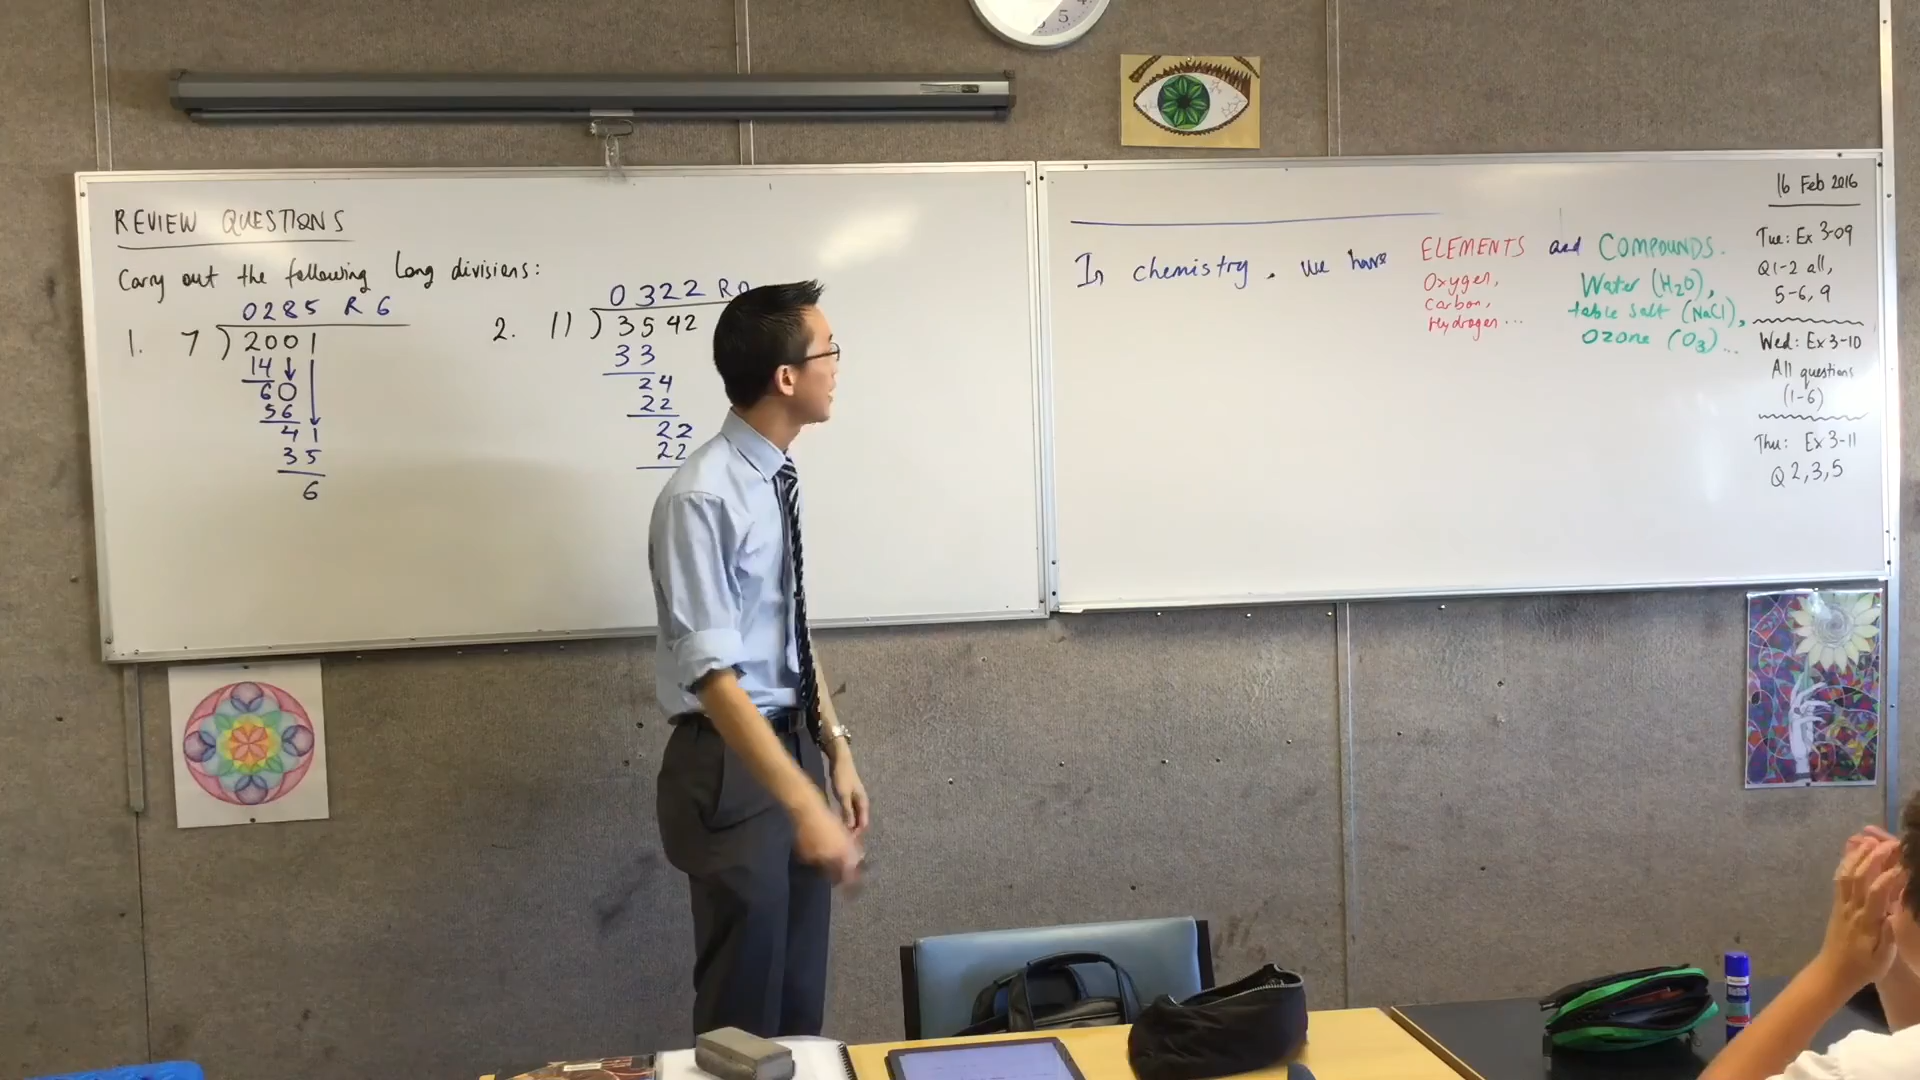 REVIEW QUESTIONS
Carry out the following long divisions:
0285 R 6
1. 7 ) 2001
14
60
56
41
35
6
0322 R0
2. 11 ) 3542
33
24
22
22
22
In chemistry, we have ELEMENTS and COMPOUNDS.
Oxygen,
Carbon,
Hydrogen...
Water (H₂O),
table salt (NaCl),
Ozone (O₃)...
16 Feb 2016
Tue: Ex 3-09
Q1-2 all,
5-6, 9
Wed: Ex 3-10
All questions
(1-6)
Thu: Ex 3-11
Q 2, 3, 5